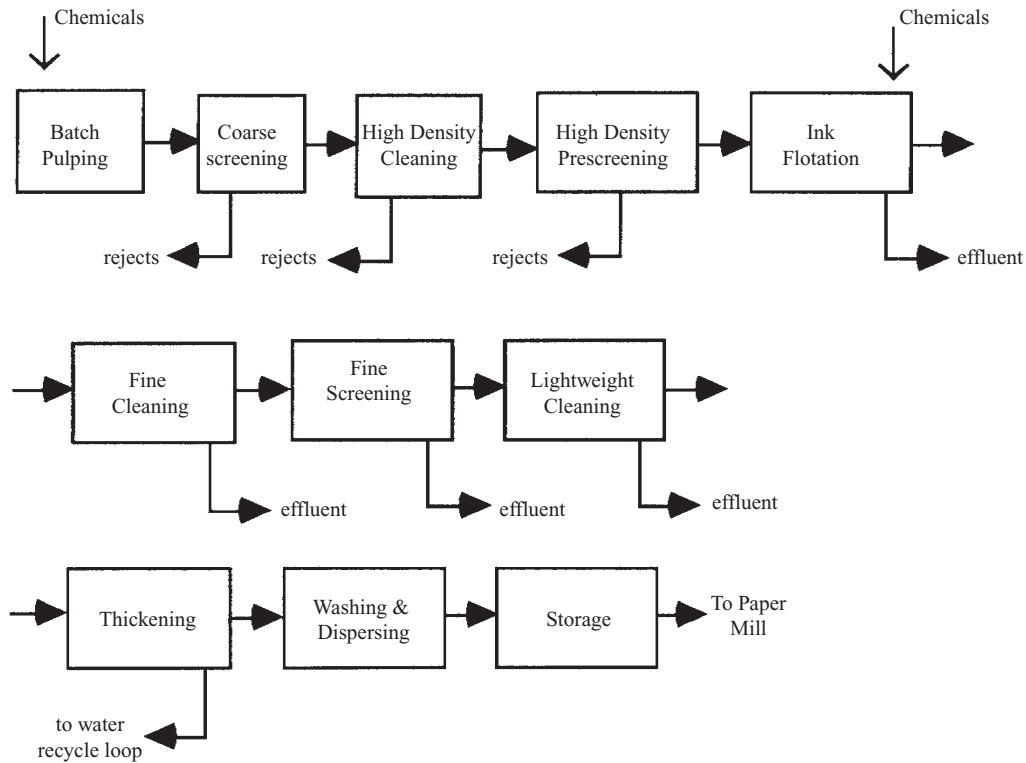 Chemicals
Chemicals
Batch
Pulping
Coarse
screening
High Density
Cleaning
High Density
Prescreening
Ink
Flotation
rejects
rejects
rejects
effluent
Fine
Cleaning
Fine
Screening
Lightweight
Cleaning
effluent
effluent
effluent
Thickening
Washing &
Dispersing
Storage
To Paper
Mill
to water
recycle loop